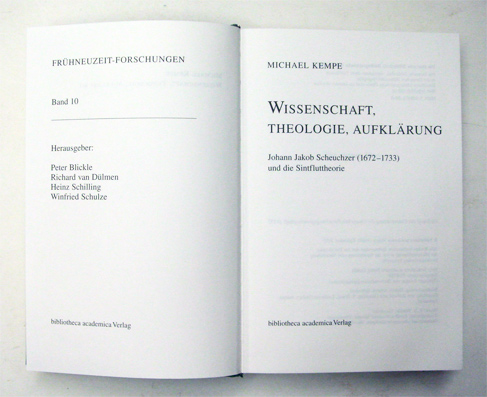 FRÜHNEUZEIT-FORSCHUNGEN
Band 10
Herausgeber:
Peter Blickle
Richard van Dülmen
Heinz Schilling
Winfried Schulze
bibliotheca academica Verlag
MICHAEL KEMPE
WISSENSCHAFT,
THEOLOGIE, AUFKLÄRUNG
Johann Jakob Scheuchzer (1672–1733)
und die Sintfluttheorie
bibliotheca academica Verlag